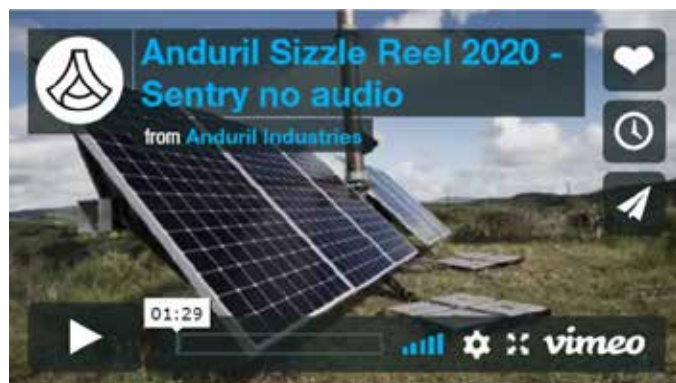 Anduril Sizzle Reel 2020 -
Sentry no audio
from Anduril Industries
01:29
vimeo